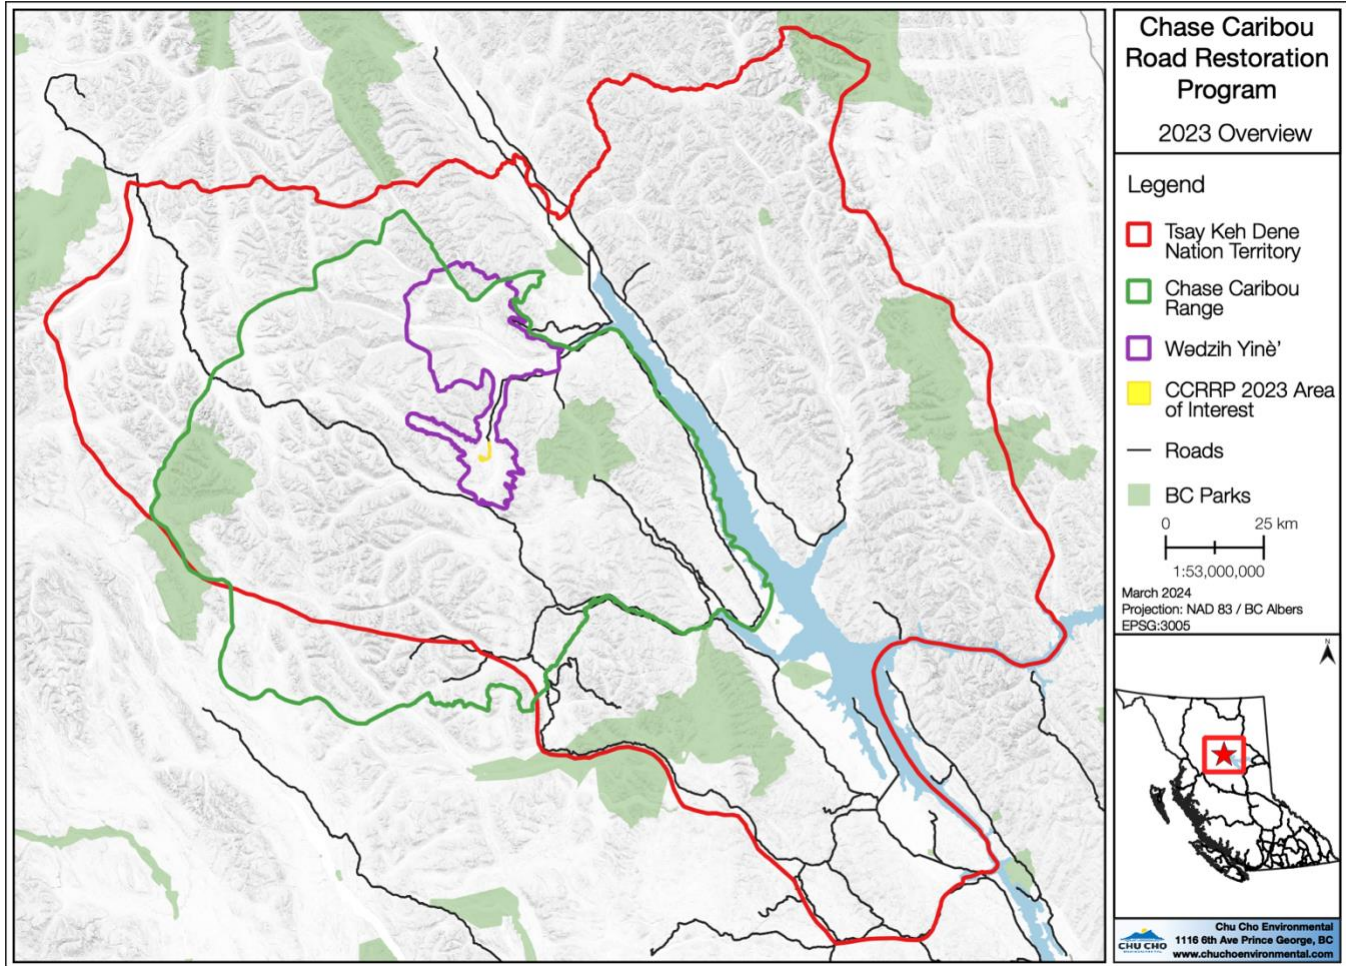 Chase Caribou
Road Restoration
Program
2023 Overview
Legend
Tsay Keh Dene
Nation Territory
Chase Caribou
Range
Wədzih Yinè’
CCRRP 2023 Area
of Interest
Roads
BC Parks
0 25 km
1:53,000,000
March 2024
Projection: NAD 83 / BC Albers
EPSG:3005
N
Chu Cho Environmental
1116 6th Ave Prince George, BC
www.chuchoenvironmental.com
CHU CHO